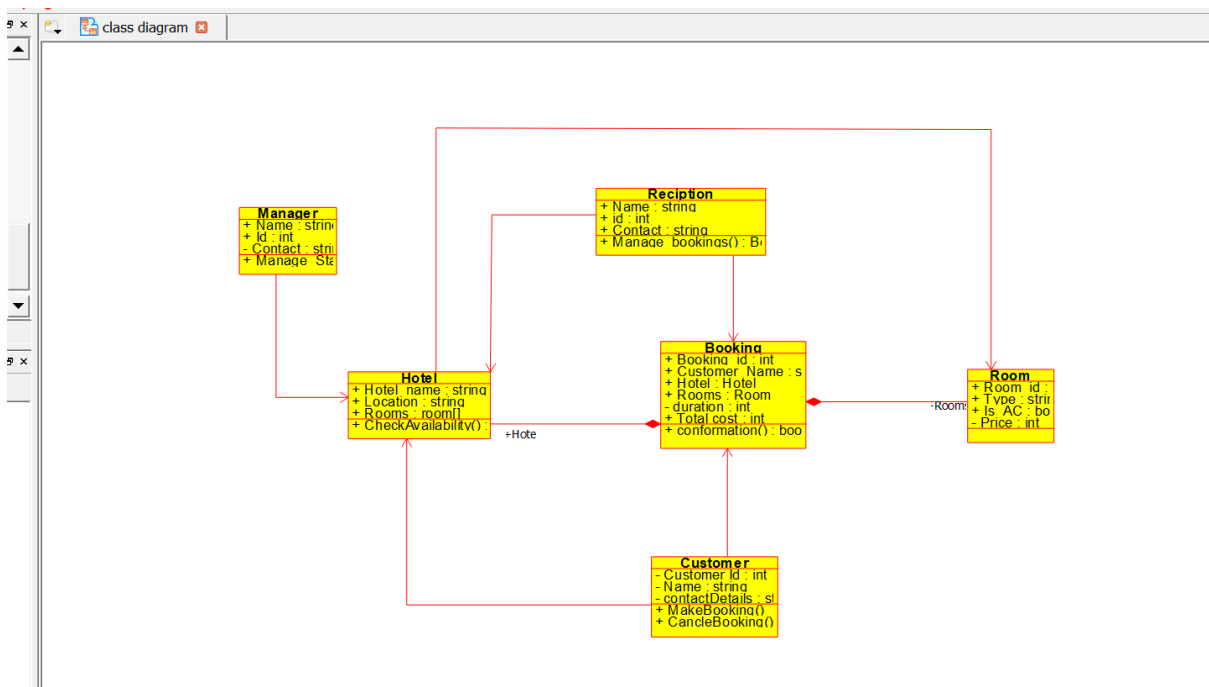 class diagram
Reciption
+ Name : string
+ id : int
+ Contact : string
+ Manage_bookings() : B
Manager
+ Name : string
+ Id : int
- Contact : stri
+ Manage_Sta
Booking
+ Booking_id : int
+ Customer_Name : s
+ Hotel : Hotel
+ Rooms : Room
- duration : int
+ Total cost : int
+ conformation() : boo
Hotel
+ Hotel_name : string
+ Location : string
+ Rooms : room[]
+ CheckAvailability() :
Room
+ Room_id :
+ Type : strir
+ Is_AC : bo
- Price : int
-Rooms
+Hote
Customer
- Customer Id : int
- Name : string
- contactDetails : st
+ MakeBooking()
+ CancleBooking()